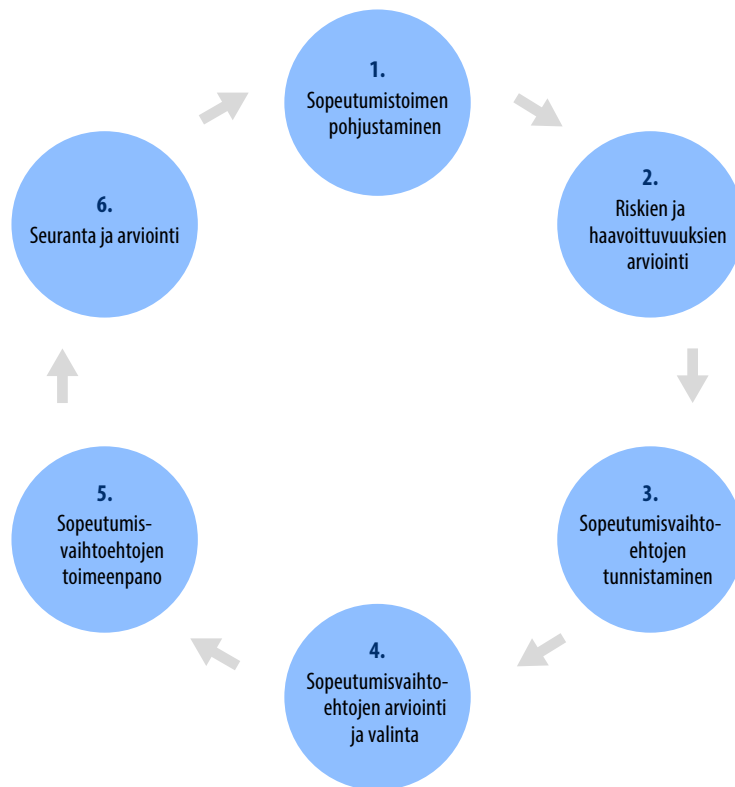 1.
Sopeutumistoimen
pohjustaminen
2.
Riskien ja
haavoittuvuuksien
arviointi
3.
Sopeutumisvaihto-
ehtojen
tunnistaminen
4.
Sopeutumisvaihto-
ehtojen arviointi
ja valinta
5.
Sopeutumis-
vaihtoehtojen
toimeenpano
6.
Seuranta ja arviointi